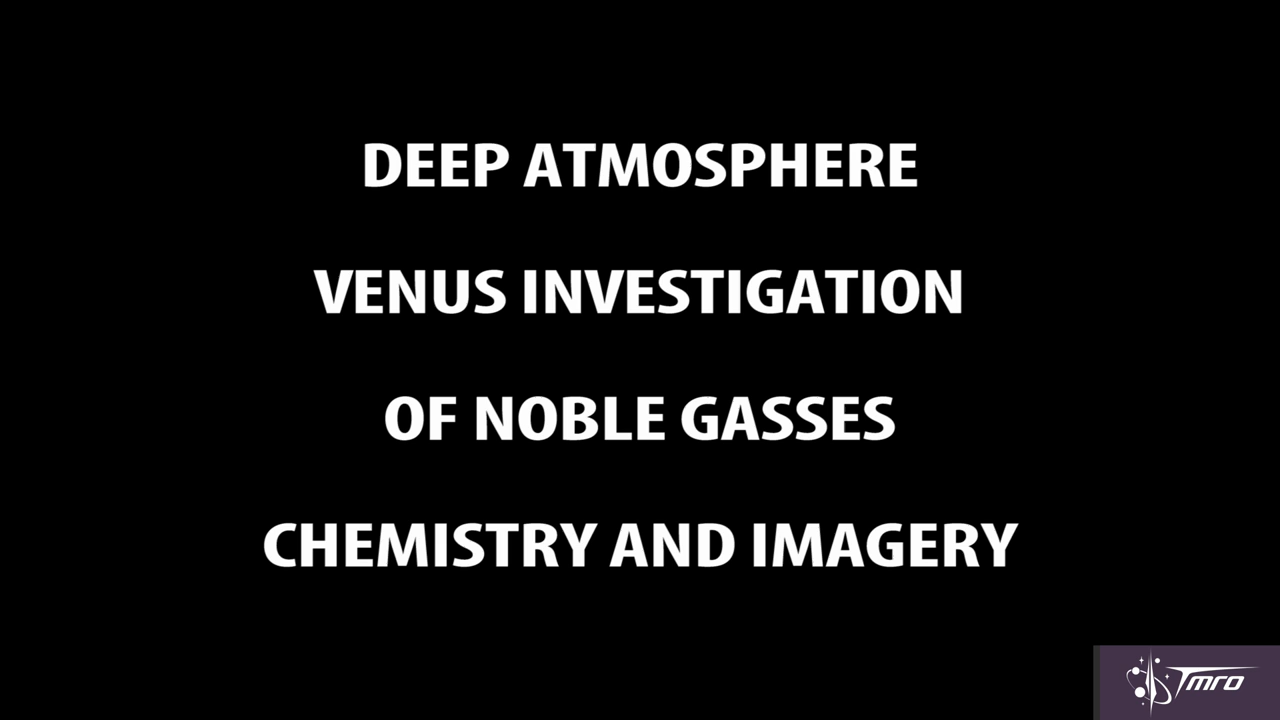 DEEP ATMOSPHERE
VENUS INVESTIGATION
OF NOBLE GASSES
CHEMISTRY AND IMAGERY
Tmro